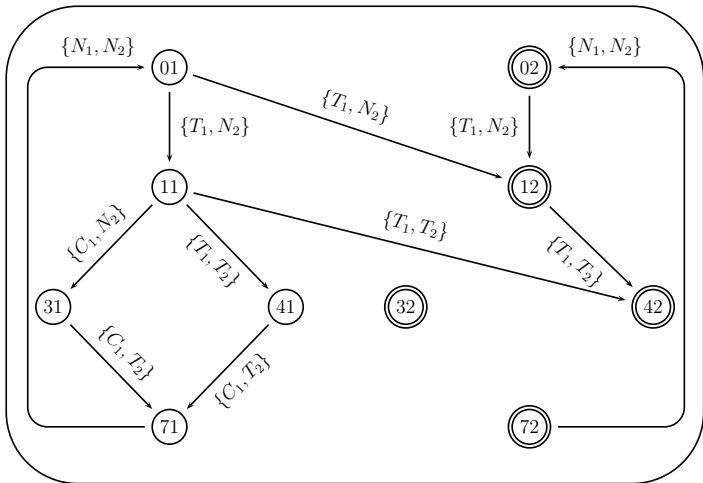 {N₁, N₂}
01
02
{N₁, N₂}
{T₁, N₂}
{T₁, N₂}
{T₁, N₂}
11
12
{C₁, N₂}
{T₁, T₂}
{T₁, T₂}
{T₁, T₂}
31
41
32
42
{C₁, T₂}
{C₁, T₂}
71
72